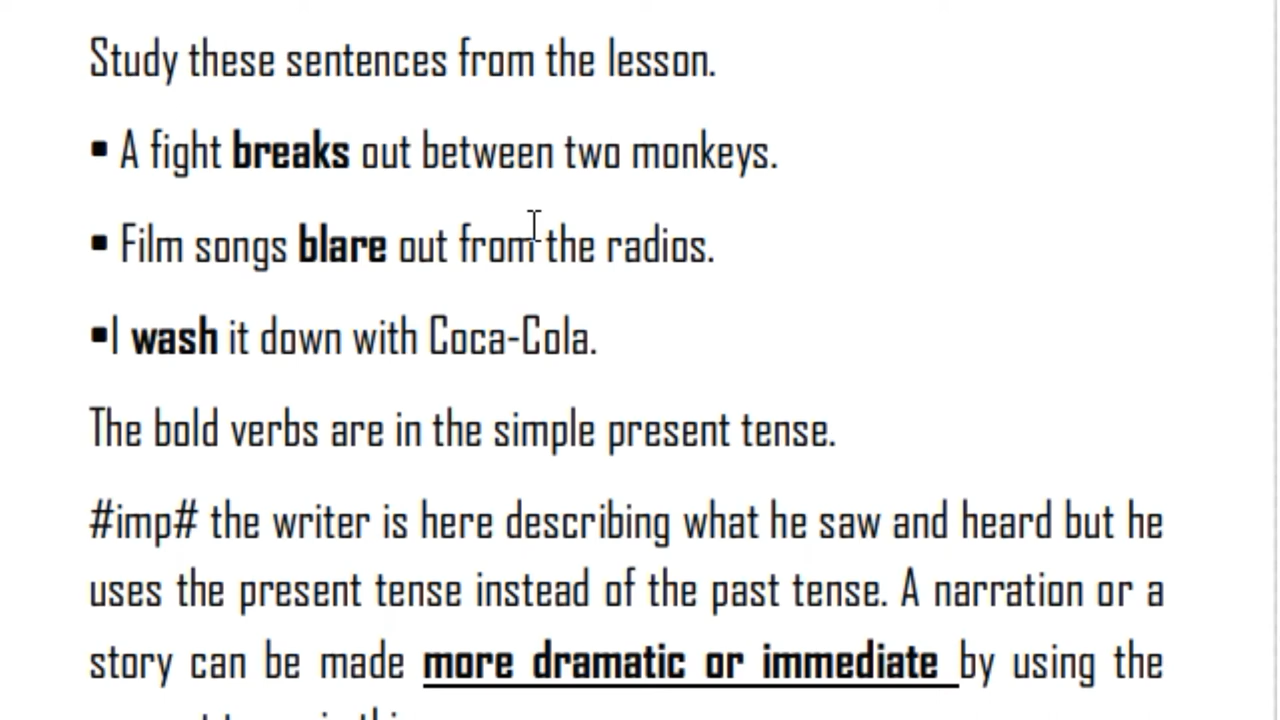 Study these sentences from the lesson.
▪ A fight breaks out between two monkeys.
▪ Film songs blare out from the radios.
▪I wash it down with Coca-Cola.
The bold verbs are in the simple present tense.
#imp# the writer is here describing what he saw and heard but he
uses the present tense instead of the past tense. A narration or a
story can be made more dramatic or immediate by using the